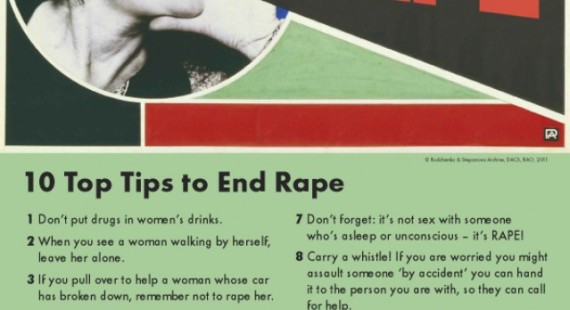 © Rodchenko & Stepanova Archive, DACS, RAO, 2011
10 Top Tips to End Rape
1 Don't put drugs in women's drinks.
2 When you see a woman walking by herself,
leave her alone.
3 If you pull over to help a woman whose car
has broken down, remember not to rape her.
7 Don't forget: it's not sex with someone
who's asleep or unconscious – it's RAPE!
8 Carry a whistle! If you are worried you might
assault someone 'by accident' you can hand
it to the person you are with, so they can call
for help.